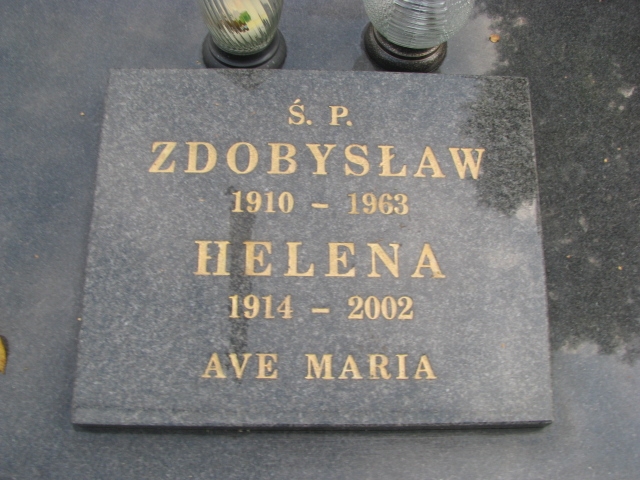 Ś. P.
ZDOBYSŁAW
1910 – 1963
HELENA
1914 – 2002
AVE MARIA